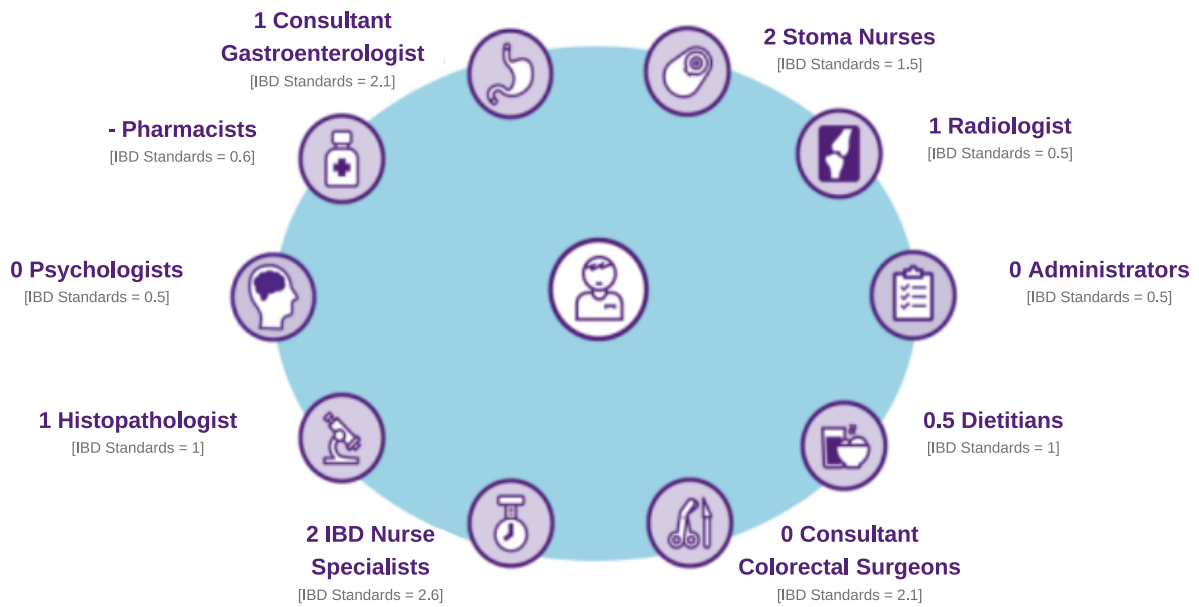 1 Consultant
Gastroenterologist
[IBD Standards = 2.1]
2 Stoma Nurses
[IBD Standards = 1.5]
- Pharmacists
[IBD Standards = 0.6]
1 Radiologist
[IBD Standards = 0.5]
0 Psychologists
[IBD Standards = 0.5]
0 Administrators
[IBD Standards = 0.5]
1 Histopathologist
[IBD Standards = 1]
0.5 Dietitians
[IBD Standards = 1]
2 IBD Nurse
Specialists
[IBD Standards = 2.6]
0 Consultant
Colorectal Surgeons
[IBD Standards = 2.1]